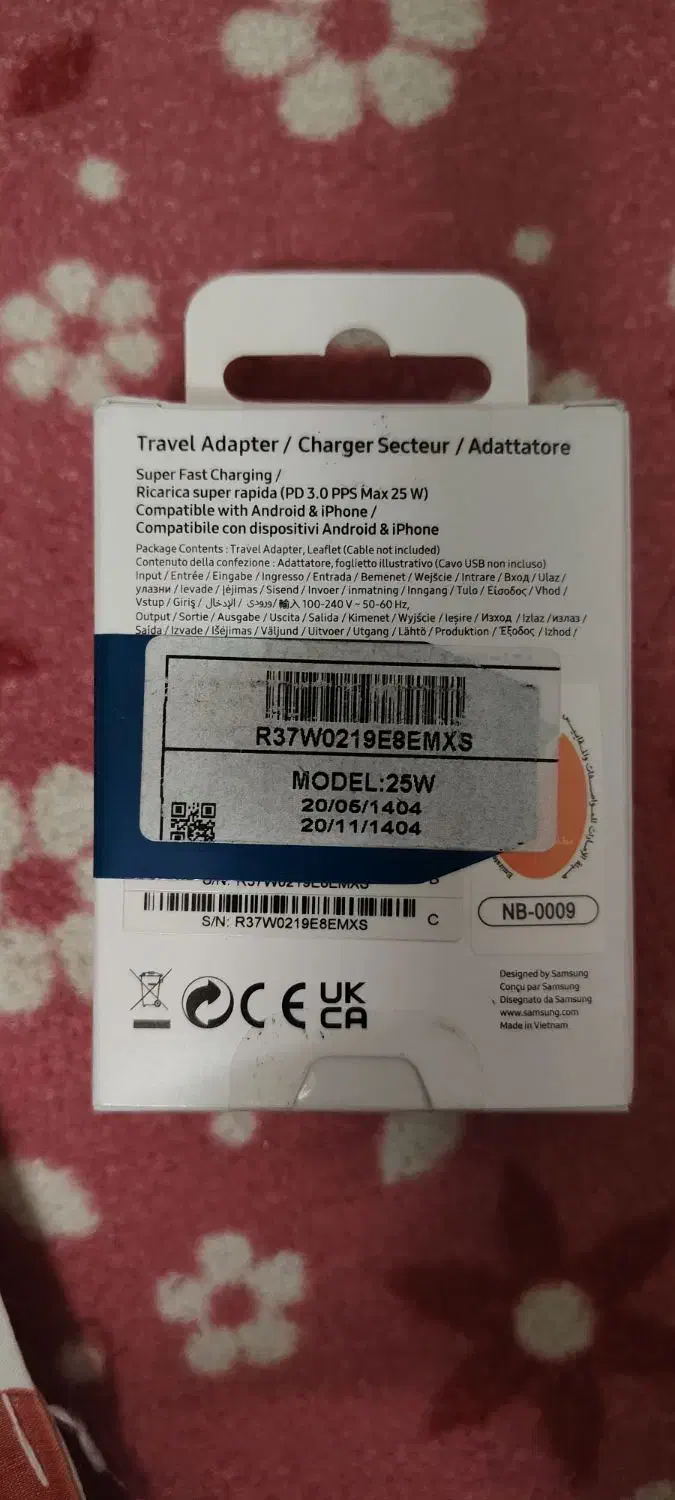 Travel Adapter / Charger Secteur / Adattatore
Super Fast Charging /
Ricarica super rapida (PD 3.0 PPS Max 25 W)
Compatible with Android & iPhone /
Compatibile con dispositivi Android & iPhone
Package Contents : Travel Adapter, Leaflet (Cable not included)
Contenuto della confezione : Adattatore, foglietto illustrativo (Cavo USB non incluso)
Input / Entrée / Eingabe / Ingresso / Entrada / Bemenet / Wejście / Intrare / Вход / Ulaz /
улазни / Ievade / Įėjimas / Sisend / Invoer / inmatning / Inngang / Tulo / Είσοδος / Vhod /
Vstup / Giriş / الإدخال / ورودی / 輸入 100-240 V ~ 50-60 Hz,
Output / Sortie / Ausgabe / Uscita / Salida / Kimenet / Wyjście / Ieşire / Изход / Izlaz /излаз /
Saída / Izvade / Išėjimas / Väljund / Uitvoer / Utgang / Lähtö / Produktion / Έξοδος / Izhod /
R37W0219E8EMXS
MODEL:25W
20/06/1404
20/11/1404
S/N: R37W0219E8EMXS C
NB-0009
UK
CA
Designed by Samsung
Conçu par Samsung
Disegnato da Samsung
www.samsung.com
Made in Vietnam